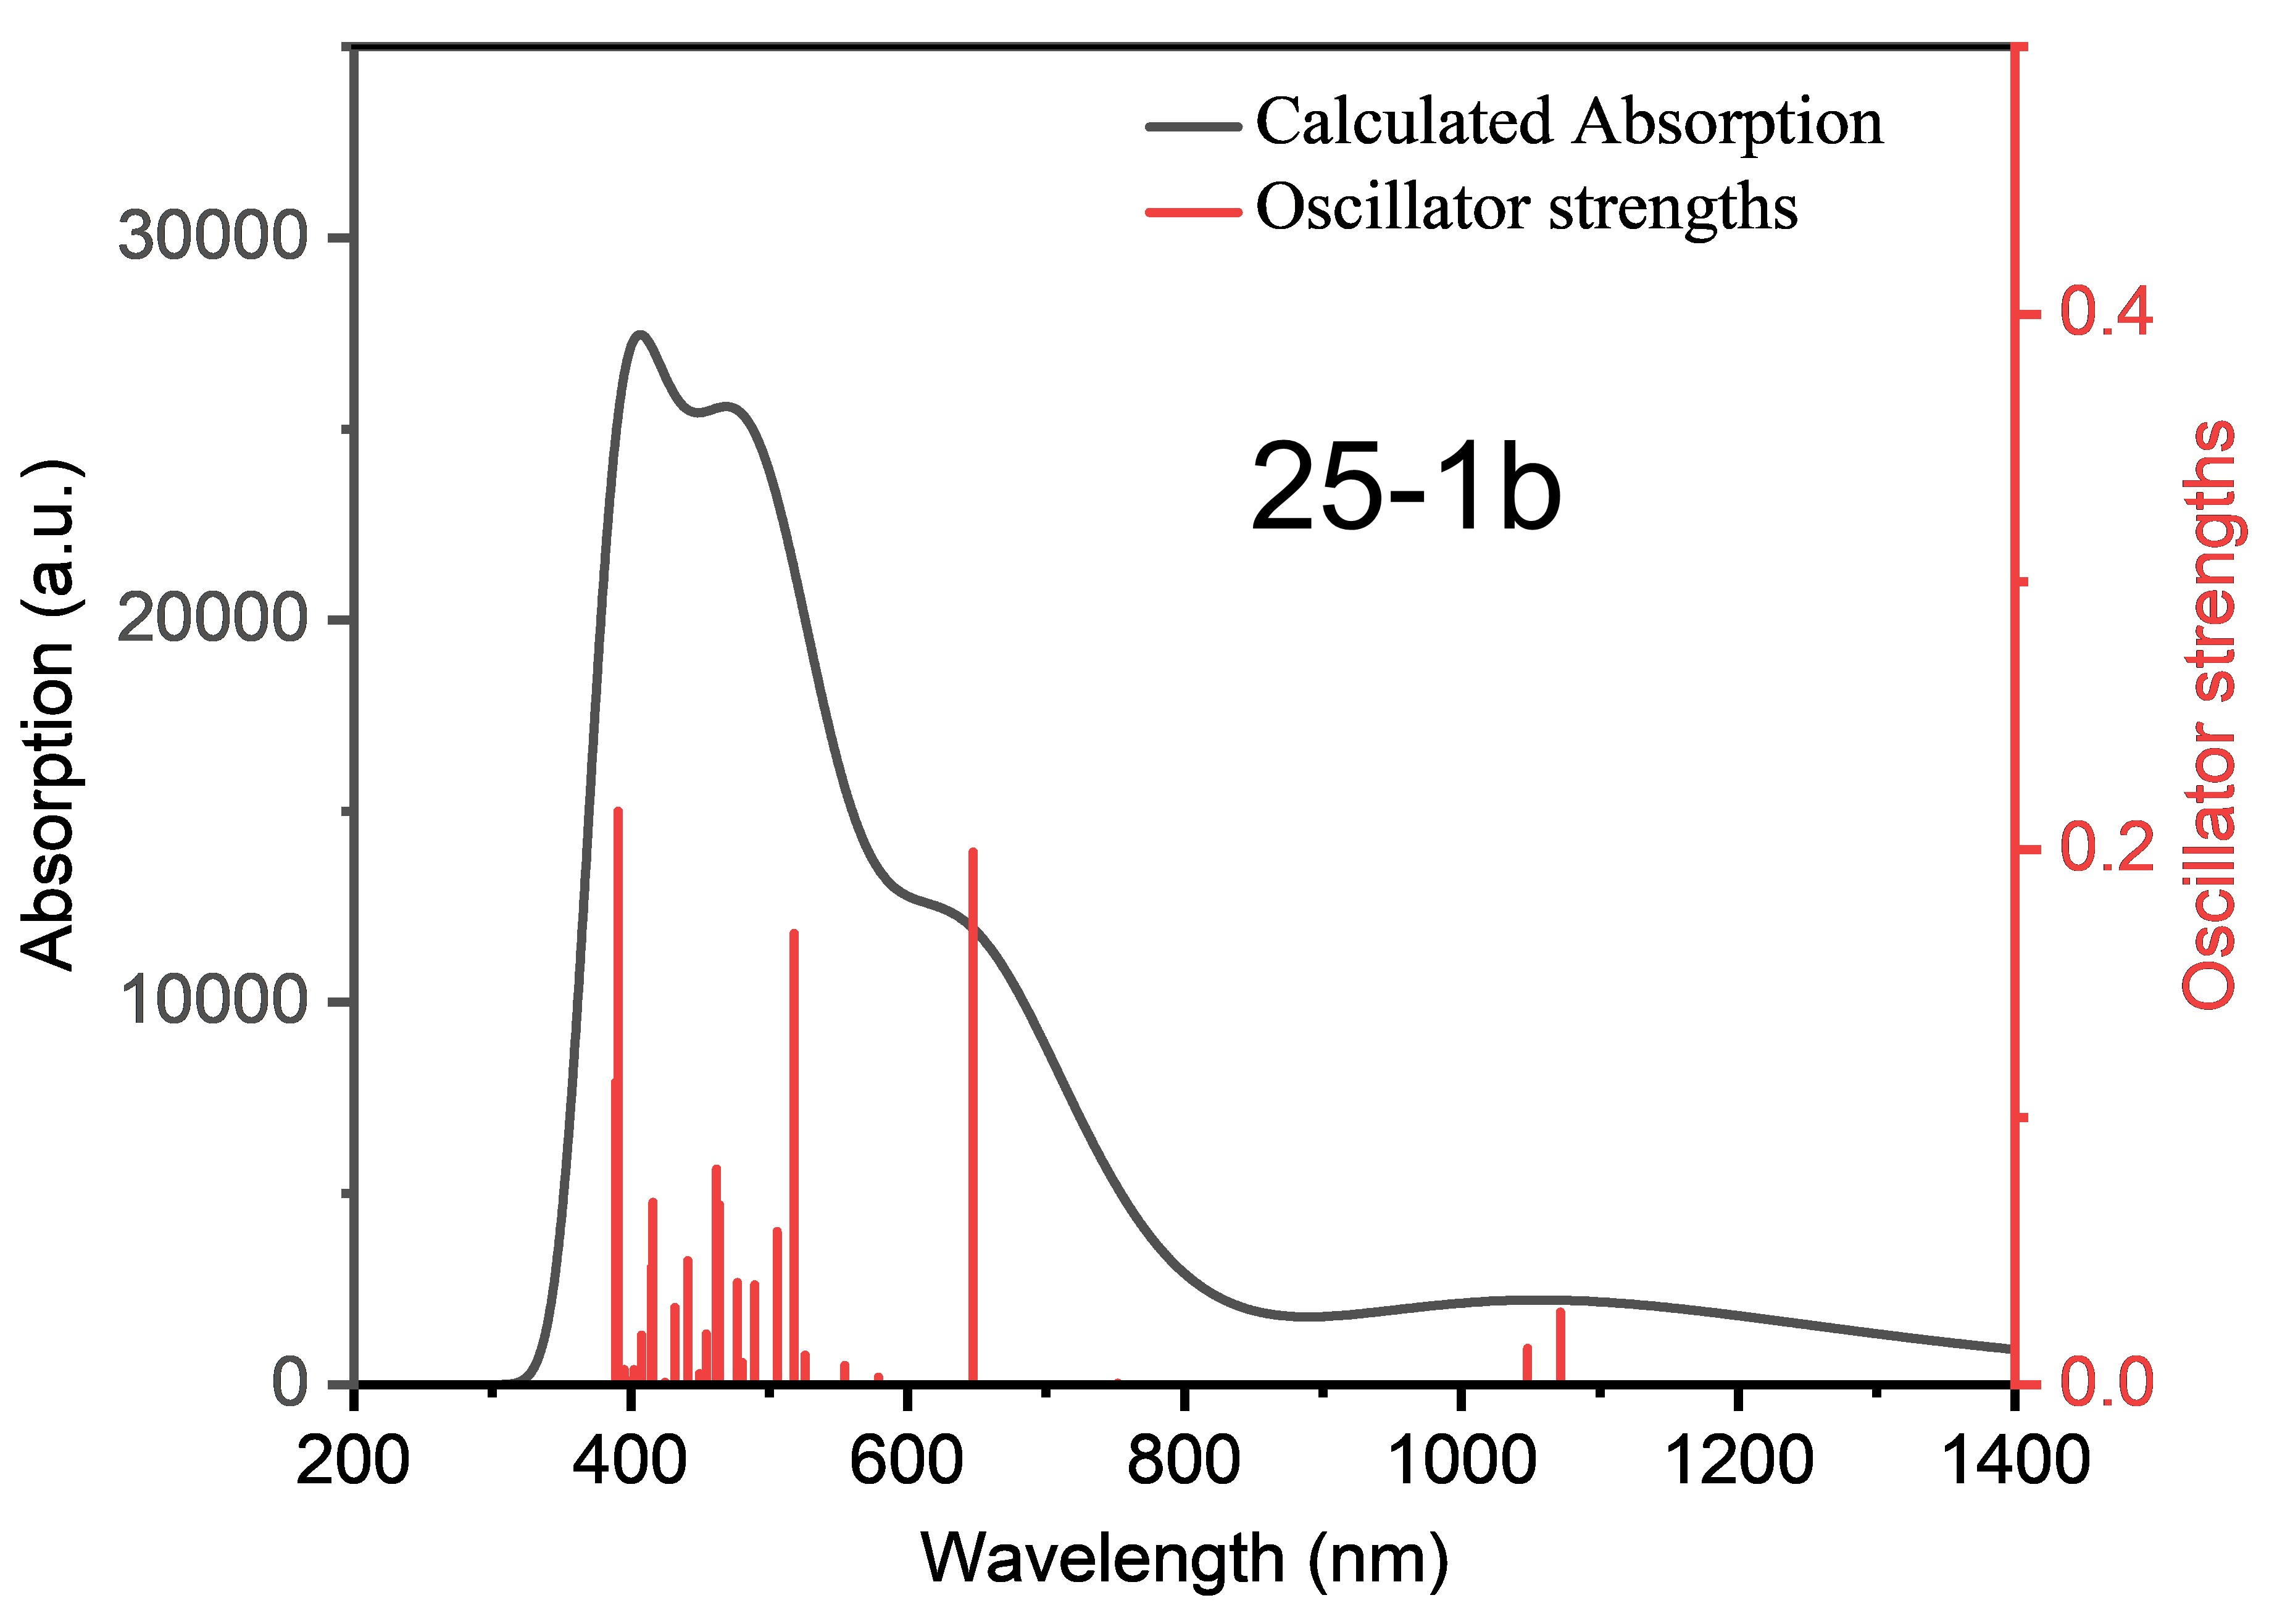 Calculated Absorption
Oscillator strengths
25-1b
Absorption (a.u.)
30000
20000
10000
0
Oscillator strengths
0.4
0.2
0.0
200 400 600 800 1000 1200 1400
Wavelength (nm)